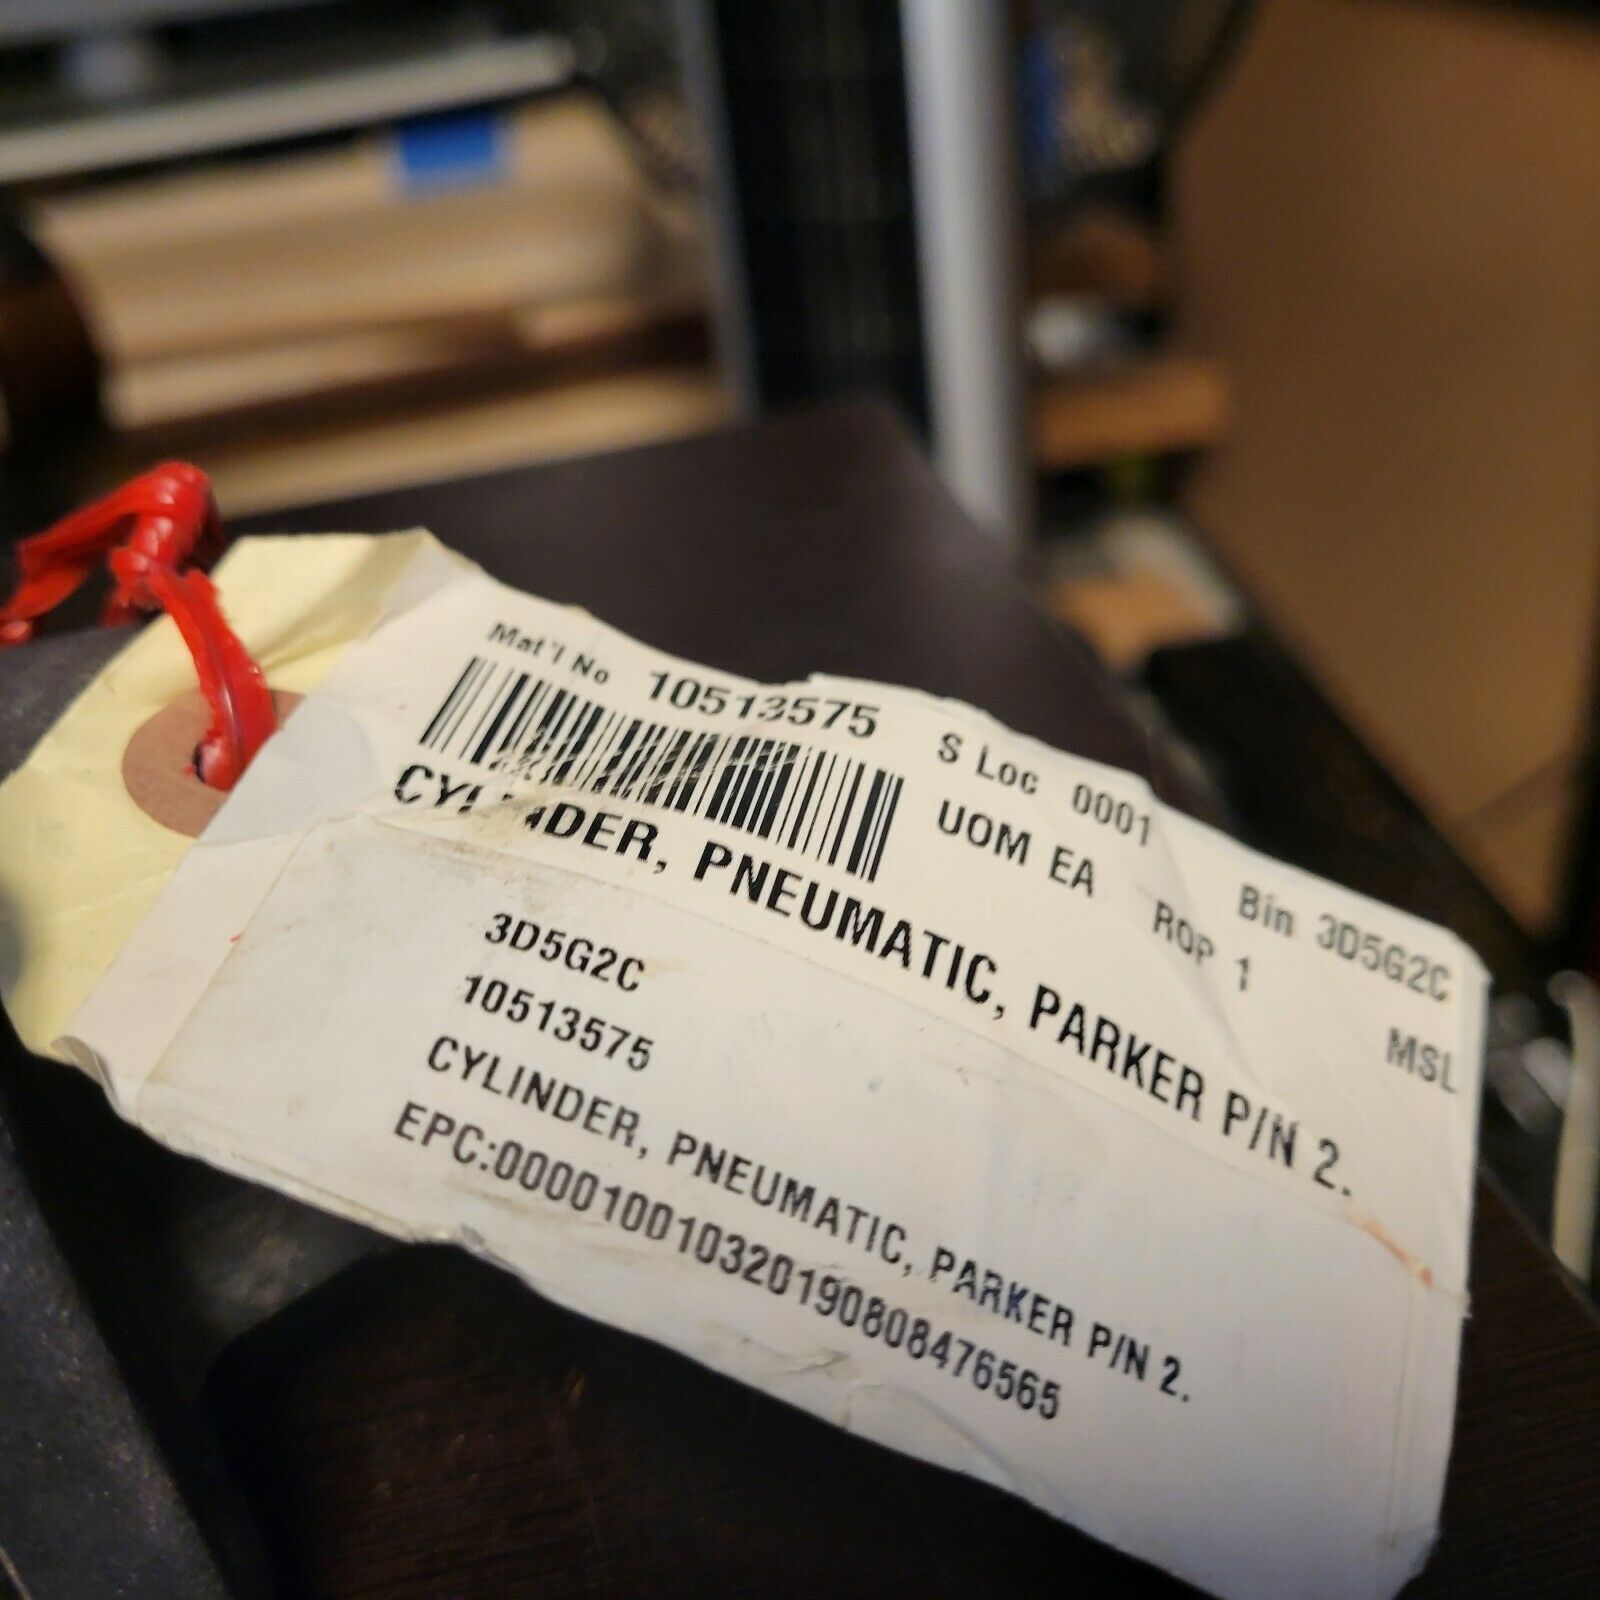 Mat'l No 10513575 S Loc 0001 Bin 3D5G2C
UOM EA ROP 1 MSL
CYLINDER, PNEUMATIC, PARKER P/N 2.
3D5G2C
10513575
CYLINDER, PNEUMATIC, PARKER P/N 2.
EPC:000010010320190808476565